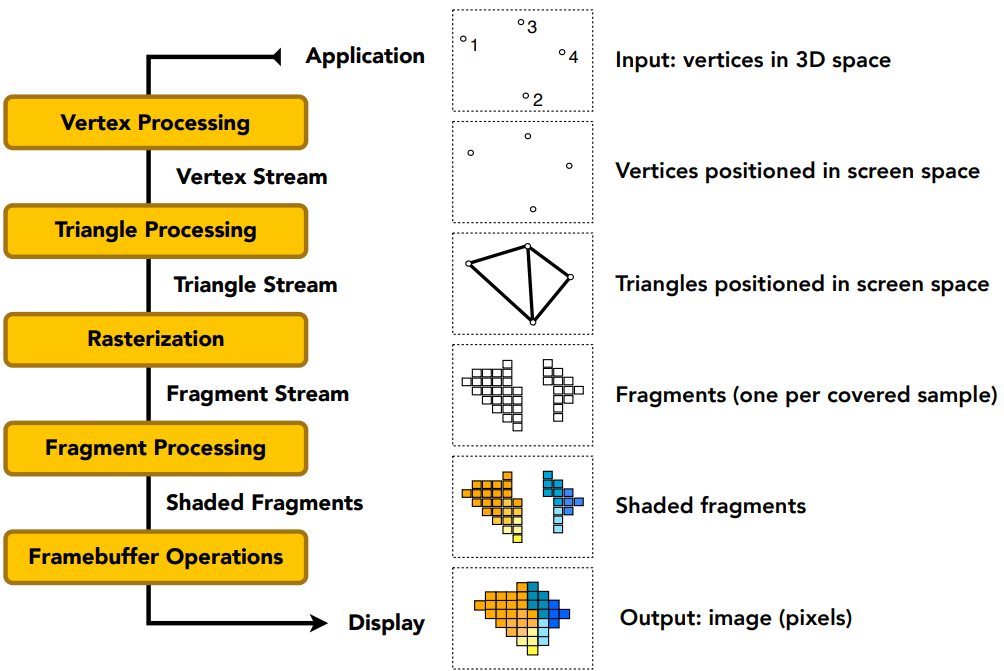 Application
3
1
4
2
Input: vertices in 3D space
Vertex Processing
Vertex Stream
Vertices positioned in screen space
Triangle Processing
Triangle Stream
Triangles positioned in screen space
Rasterization
Fragment Stream
Fragments (one per covered sample)
Fragment Processing
Shaded Fragments
Shaded fragments
Framebuffer Operations
Display
Output: image (pixels)